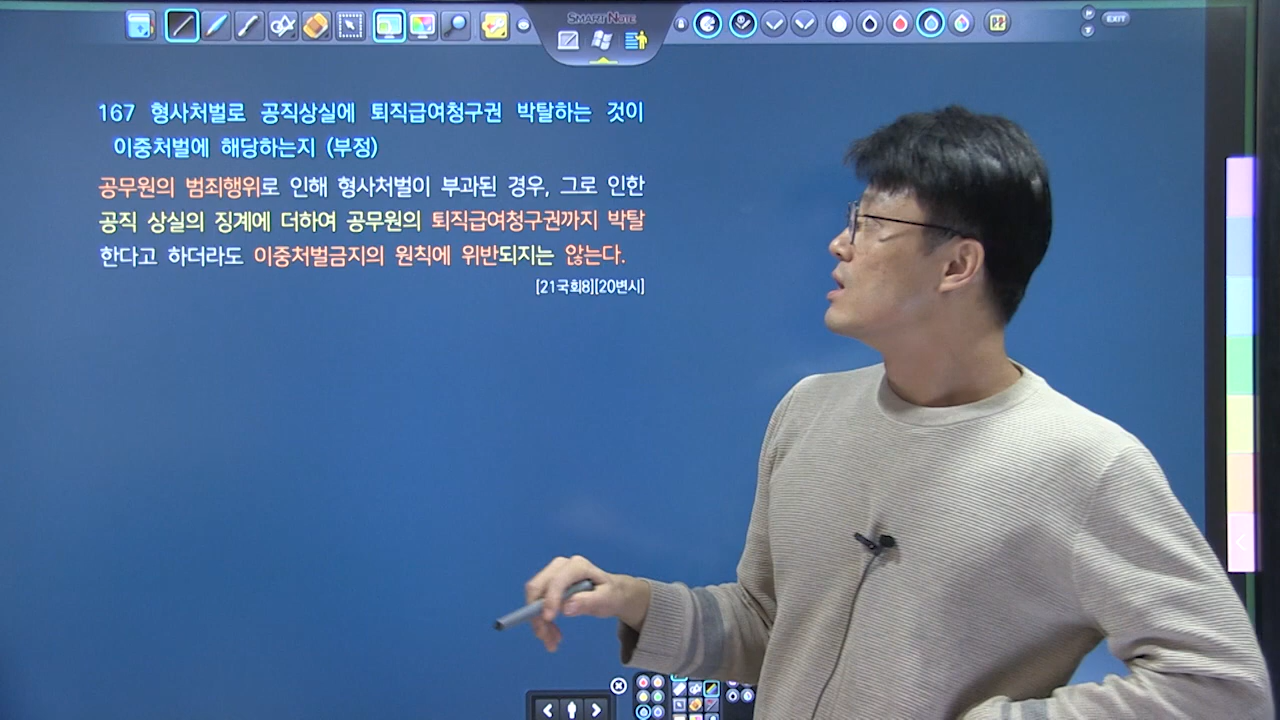 SMART NOTE
EXIT
167 형사처벌로 공직상실에 퇴직급여청구권 박탈하는 것이
이중처벌에 해당하는지 (부정)
공무원의 범죄행위로 인해 형사처벌이 부과된 경우, 그로 인한
공직 상실의 징계에 더하여 공무원의 퇴직급여청구권까지 박탈
한다고 하더라도 이중처벌금지의 원칙에 위반되지는 않는다.
[21국회8][20변시]